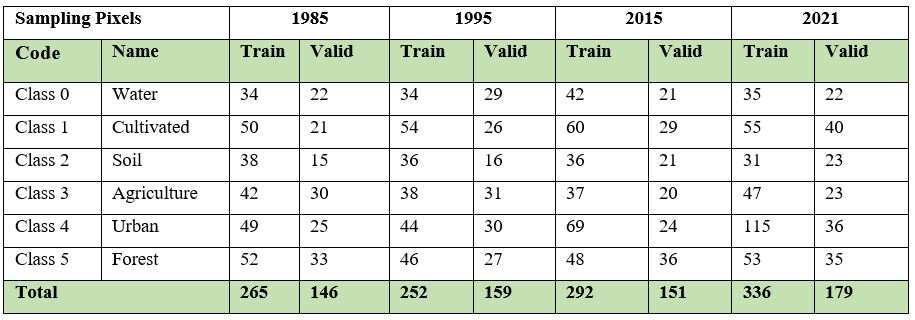 Sampling Pixels 1985 1995 2015 2021
Code Name Train Valid Train Valid Train Valid Train Valid
Class 0 Water 34 22 34 29 42 21 35 22
Class 1 Cultivated 50 21 54 26 60 29 55 40
Class 2 Soil 38 15 36 16 36 21 31 23
Class 3 Agriculture 42 30 38 31 37 20 47 23
Class 4 Urban 49 25 44 30 69 24 115 36
Class 5 Forest 52 33 46 27 48 36 53 35
Total 265 146 252 159 292 151 336 179